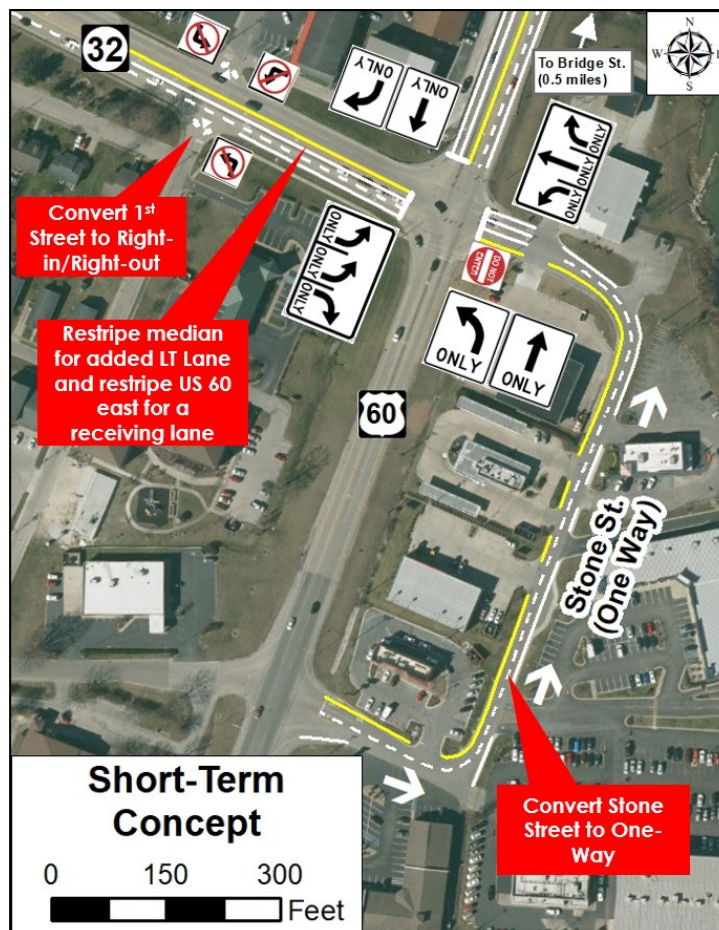 32
ONLY
ONLY
To Bridge St.
(0.5 miles)
N
W
E
S
ONLY
ONLY
ONLY
Convert 1st
Street to Right-
in/Right-out
ONLY
ONLY
ONLY
DO NOT
ENTER
Restripe median
for added LT Lane
and restripe US 60
east for a
receiving lane
ONLY
ONLY
60
Stone St.
(One Way)
Short-Term
Concept
0 150 300
Feet
Convert Stone
Street to One-
Way